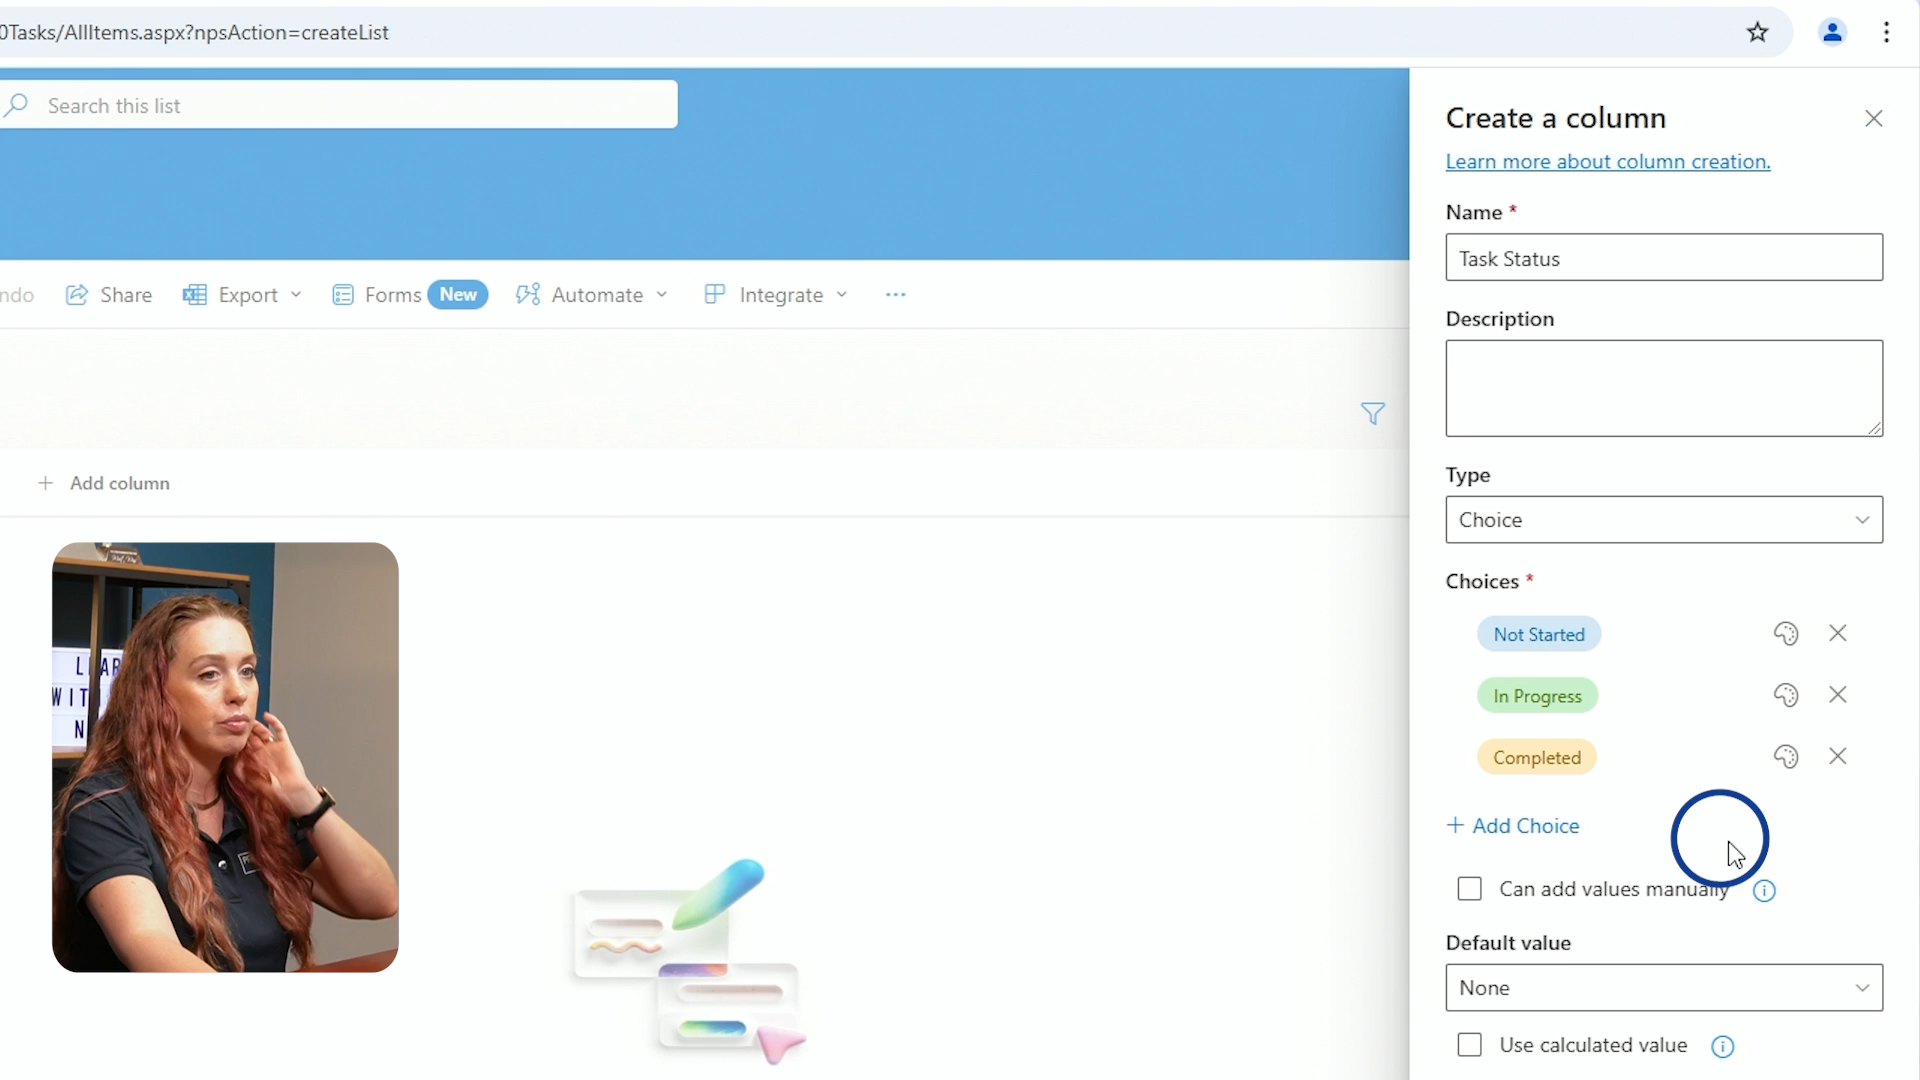 0Tasks/AllItems.aspx?npsAction=createList
Search this list
ndo
Share
Export
Forms New
Automate
Integrate
Add column
Create a column
Learn more about column creation.
Name *
Task Status
Description
Type
Choice
Choices *
Not Started
In Progress
Completed
+ Add Choice
Can add values manually
Default value
None
Use calculated value
LEAR
WIT
N